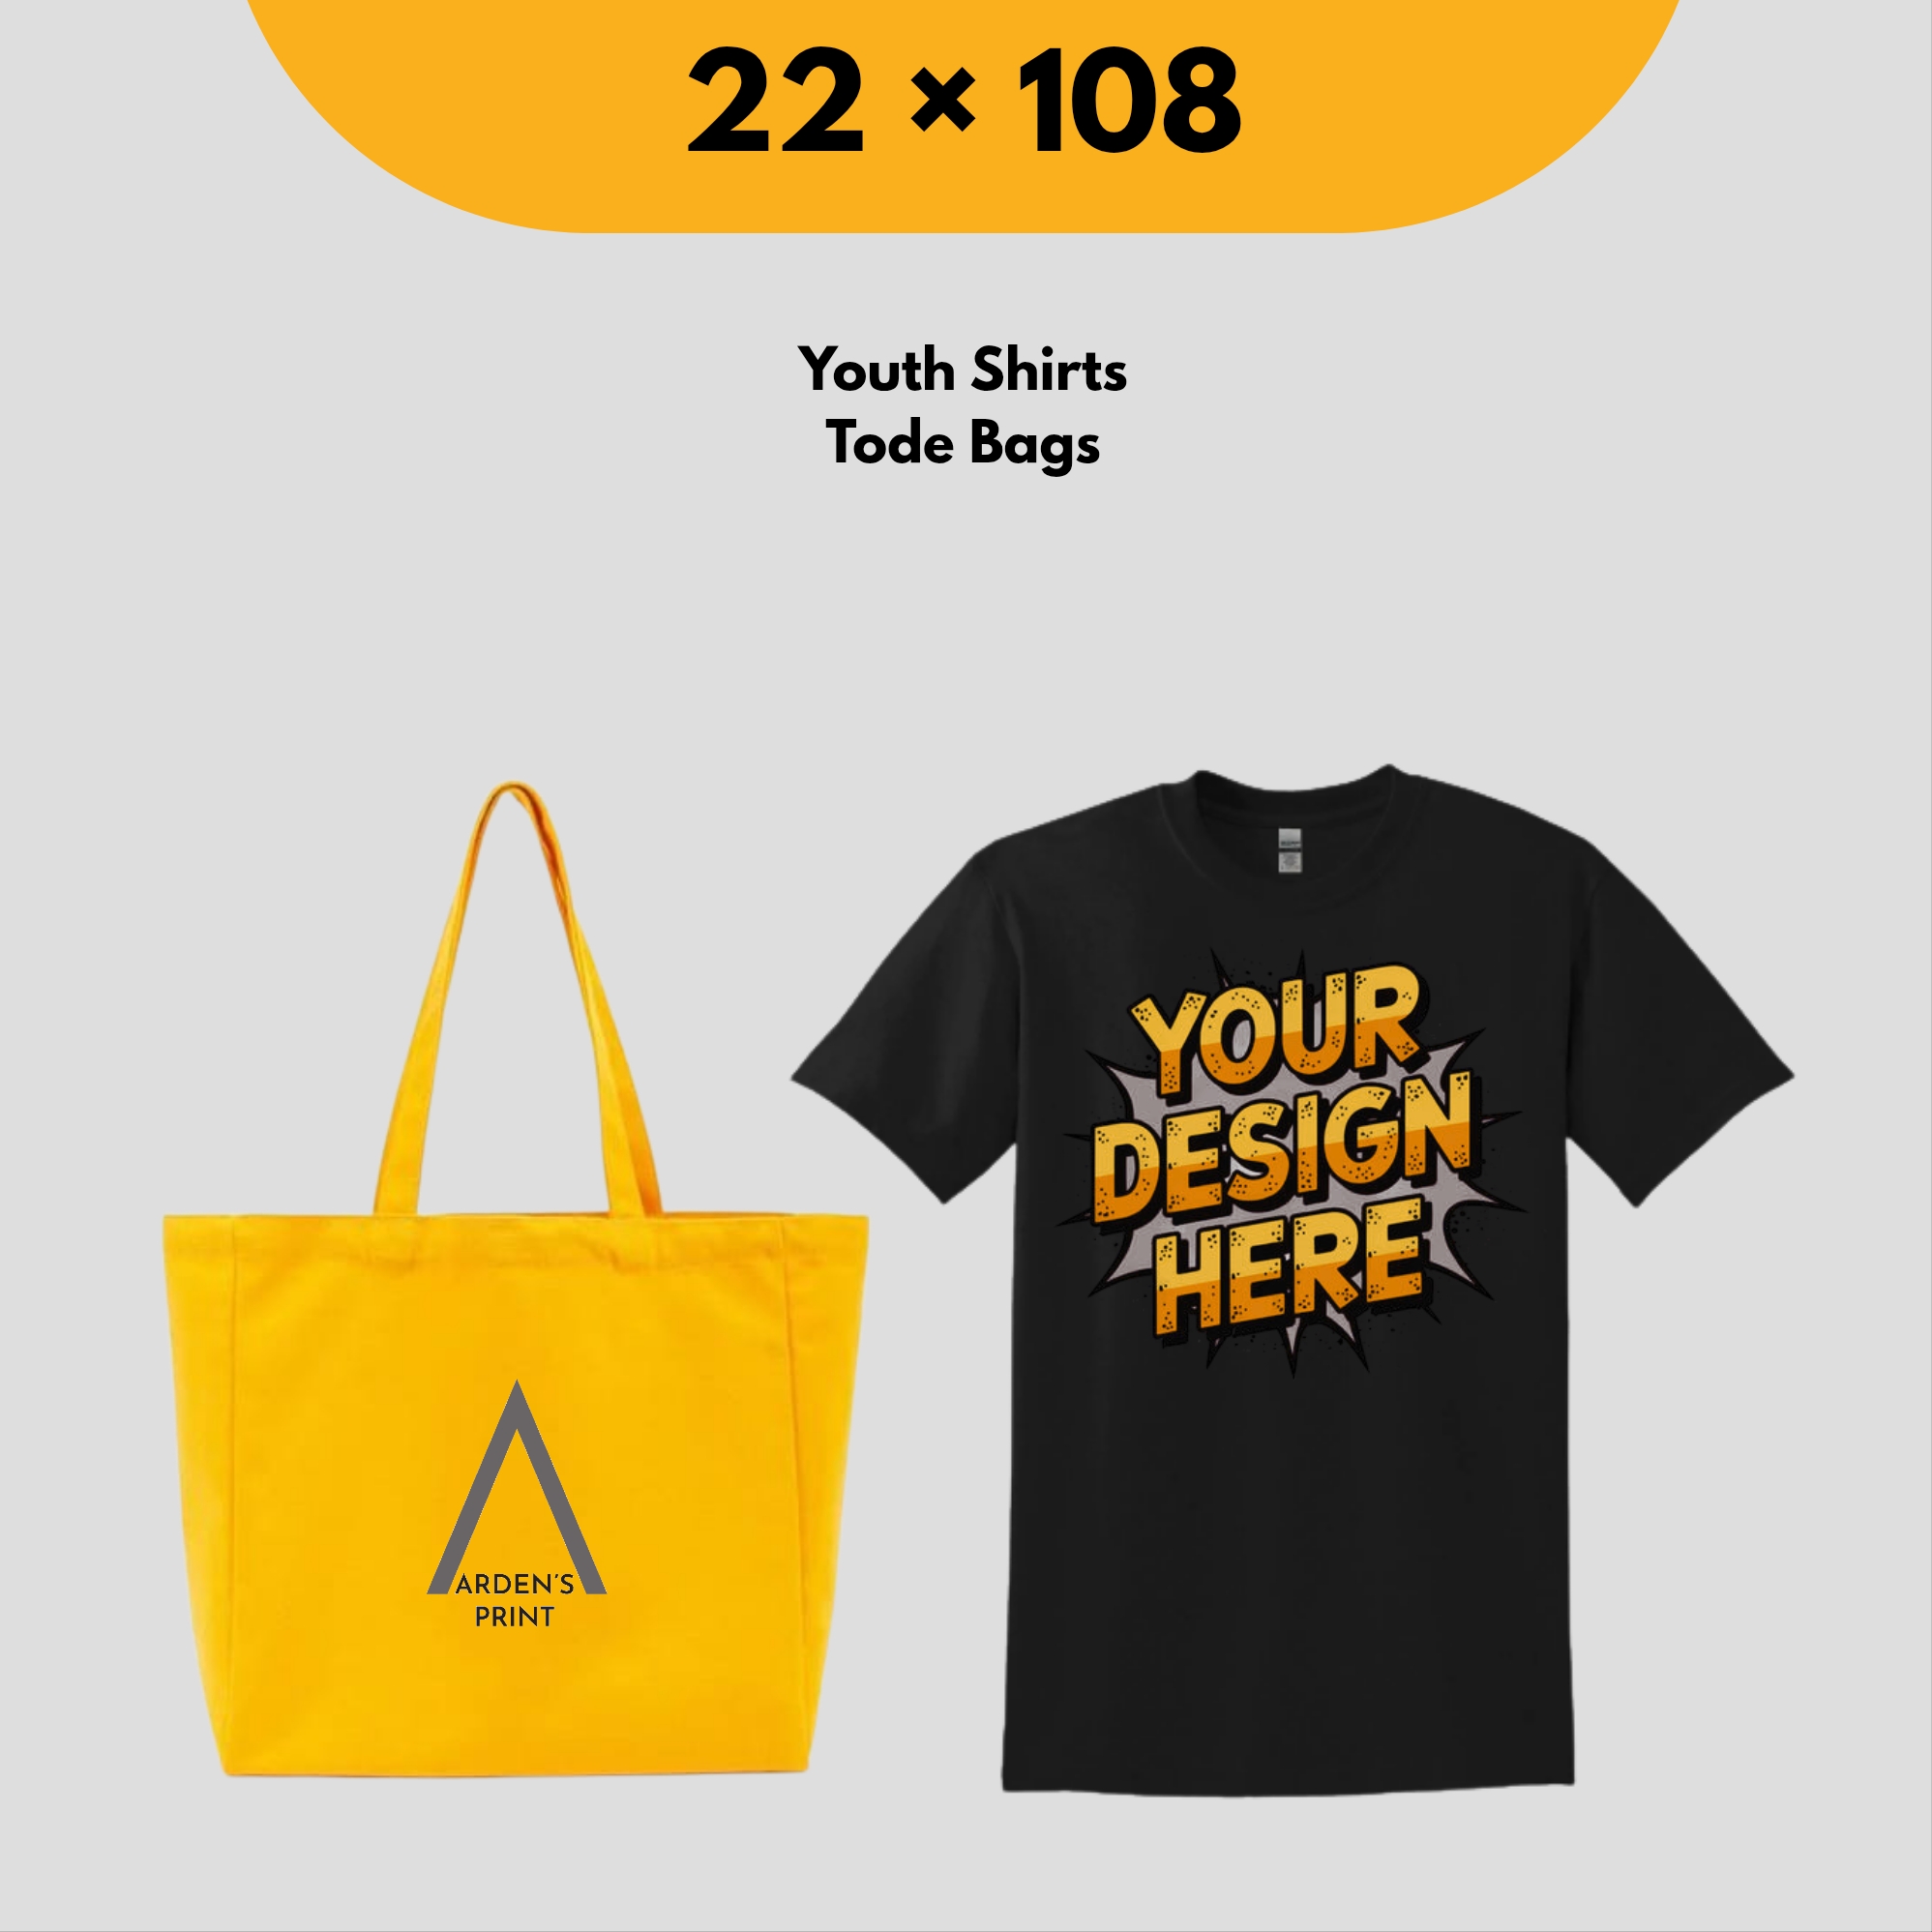 22 × 108
Youth Shirts
Tode Bags
YOUR
DESIGN
HERE
ARDEN'S
PRINT